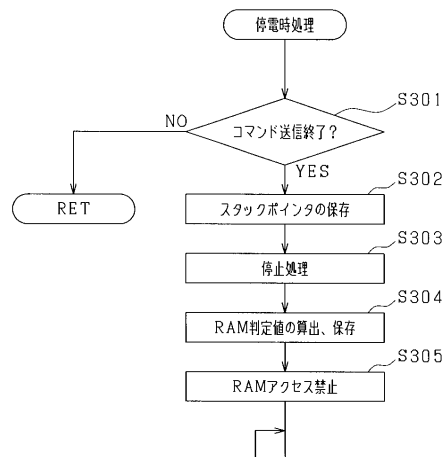 停電時処理
S301
コマンド送信終了?
NO
YES
RET
S302
スタックポインタの保存
S303
停止処理
S304
RAM判定値の算出、保存
S305
RAMアクセス禁止